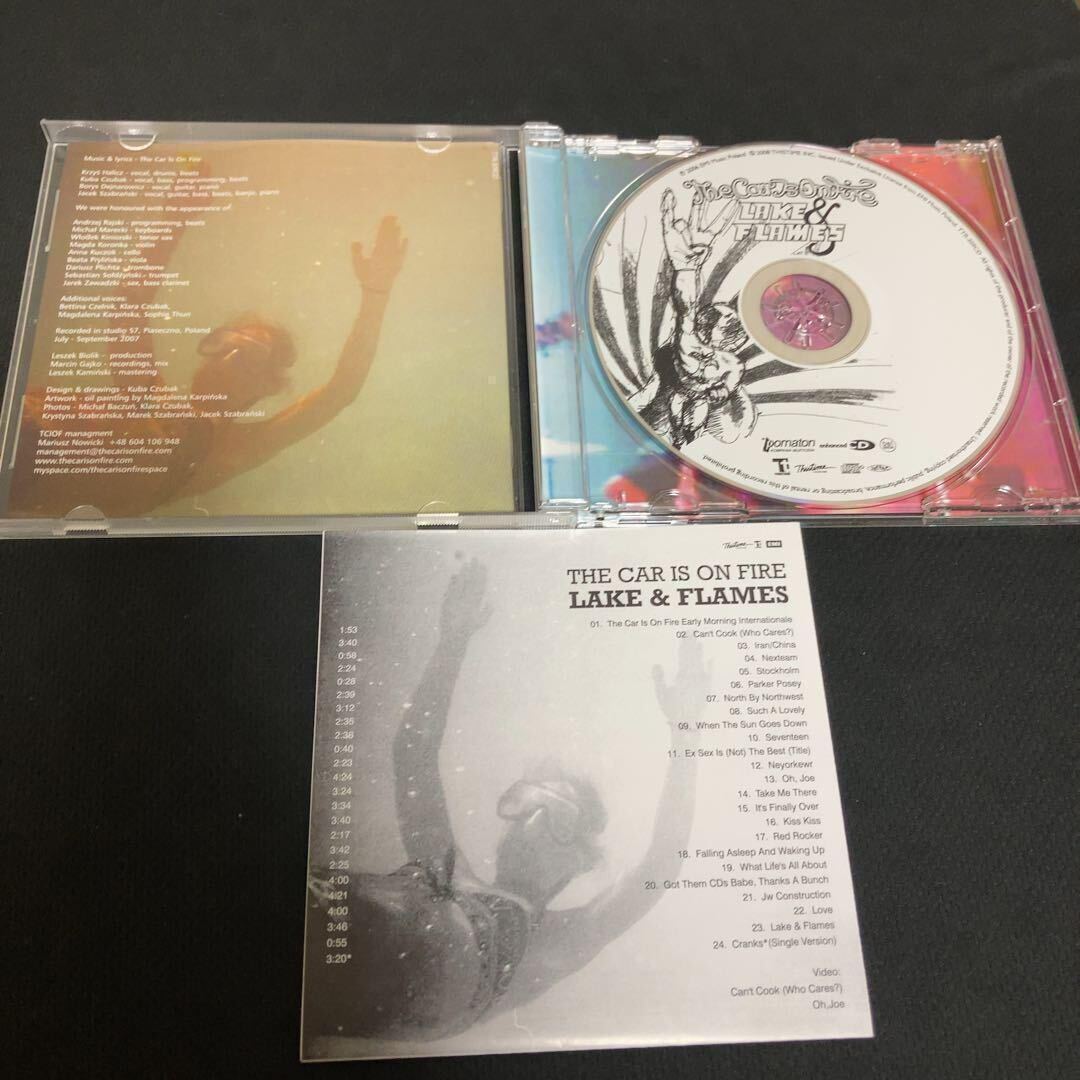 Music & lyrics - The Car Is On Fire
Krzyś Halicz - vocal, drums, beats
Kuba Czubak - vocal, bass, programming, beats
Borys Dejnarowicz - vocal, guitar, piano
Jacek Szabrański - vocal, guitar, bass, beats, banjo, piano
We were honoured with the appearance of
Andrzej Rajski - programming, beats
Michał Marecki - keyboards
Włodek Kiniorski - tenor sax
Magda Koronka - violin
Anna Kuczok - cello
Beata Prylińska - viola
Dariusz Plichta - trombone
Sebastian Sołdrzyński - trumpet
Jarek Zawadzki - sax, bass clarinet
Additional voices:
Bettina Czelnik, Klara Czubak,
Magdalena Karpińska, Sophie Thun
Recorded in studio S7, Piaseczno, Poland
July - September 2007
Leszek Biolik - production
Marcin Gajko - recordings, mix
Leszek Kamiński - mastering
Design & drawings - Kuba Czubak
Artwork - oil painting by Magdalena Karpińska
Photos - Michał Baczuń, Klara Czubak,
Krystyna Szabrańska, Marek Szabrański, Jacek Szabrański
TCIOF managment
Mariusz Nowicki +48 604 106 948
management@thecarisonfire.com
www.thecarisonfire.com
myspace.com/thecarisonfirespace
The Car Is On Fire
LAKE &
FLAMES
pomaton
enhanced CD
Thistime
Thistime EMI
THE CAR IS ON FIRE
LAKE & FLAMES
01. The Car Is On Fire Early Morning Internationale
02. Can't Cook (Who Cares?)
03. Iran/China
04. Nexteam
05. Stockholm
06. Parker Posey
07. North By Northwest
08. Such A Lovely
09. When The Sun Goes Down
10. Seventeen
11. Ex Sex Is (Not) The Best (Title)
12. Neyorkewr
13. Oh, Joe
14. Take Me There
15. It's Finally Over
16. Kiss Kiss
17. Red Rocker
18. Falling Asleep And Waking Up
19. What Life's All About
20. Got Them CDs Babe, Thanks A Bunch
21. Jw Construction
22. Love
23. Lake & Flames
24. Cranks*(Single Version)
1:53
3:40
0:58
2:24
0:28
2:39
3:12
2:35
2:38
0:40
2:23
4:24
3:24
3:34
3:40
2:17
3:42
2:25
4:00
4:21
4:00
3:46
0:55
3:20*
Video:
Can't Cook (Who Cares?)
Oh,Joe